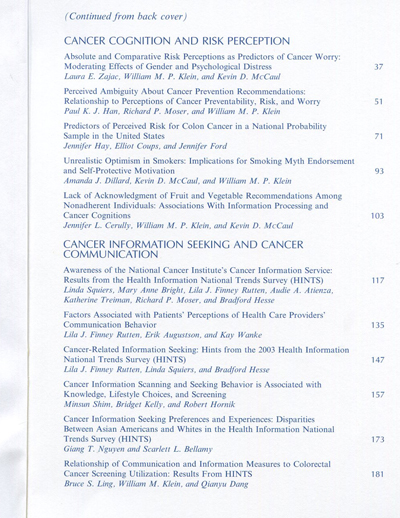 (Continued from back cover)
CANCER COGNITION AND RISK PERCEPTION
Absolute and Comparative Risk Perceptions as Predictors of Cancer Worry:
Moderating Effects of Gender and Psychological Distress 37
Laura E. Zajac, William M. P. Klein, and Kevin D. McCaul
Perceived Ambiguity About Cancer Prevention Recommendations:
Relationship to Perceptions of Cancer Preventability, Risk, and Worry 51
Paul K. J. Han, Richard P. Moser, and William M. P. Klein
Predictors of Perceived Risk for Colon Cancer in a National Probability
Sample in the United States 71
Jennifer Hay, Elliot Coups, and Jennifer Ford
Unrealistic Optimism in Smokers: Implications for Smoking Myth Endorsement
and Self-Protective Motivation 93
Amanda J. Dillard, Kevin D. McCaul, and William M. P. Klein
Lack of Acknowledgment of Fruit and Vegetable Recommendations Among
Nonadherent Individuals: Associations With Information Processing and
Cancer Cognitions 103
Jennifer L. Cerully, William M. P. Klein, and Kevin D. McCaul
CANCER INFORMATION SEEKING AND CANCER
COMMUNICATION
Awareness of the National Cancer Institute's Cancer Information Service:
Results from the Health Information National Trends Survey (HINTS) 117
Linda Squiers, Mary Anne Bright, Lila J. Finney Rutten, Audie A. Atienza,
Katherine Treiman, Richard P. Moser, and Bradford Hesse
Factors Associated with Patients' Perceptions of Health Care Providers'
Communication Behavior 135
Lila J. Finney Rutten, Erik Augustson, and Kay Wanke
Cancer-Related Information Seeking: Hints from the 2003 Health Information
National Trends Survey (HINTS) 147
Lila J. Finney Rutten, Linda Squiers, and Bradford Hesse
Cancer Information Scanning and Seeking Behavior is Associated with
Knowledge, Lifestyle Choices, and Screening 157
Minsun Shim, Bridget Kelly, and Robert Hornik
Cancer Information Seeking Preferences and Experiences: Disparities
Between Asian Americans and Whites in the Health Information National
Trends Survey (HINTS) 173
Giang T. Nguyen and Scarlett L. Bellamy
Relationship of Communication and Information Measures to Colorectal
Cancer Screening Utilization: Results From HINTS 181
Bruce S. Ling, William M. Klein, and Qianyu Dang